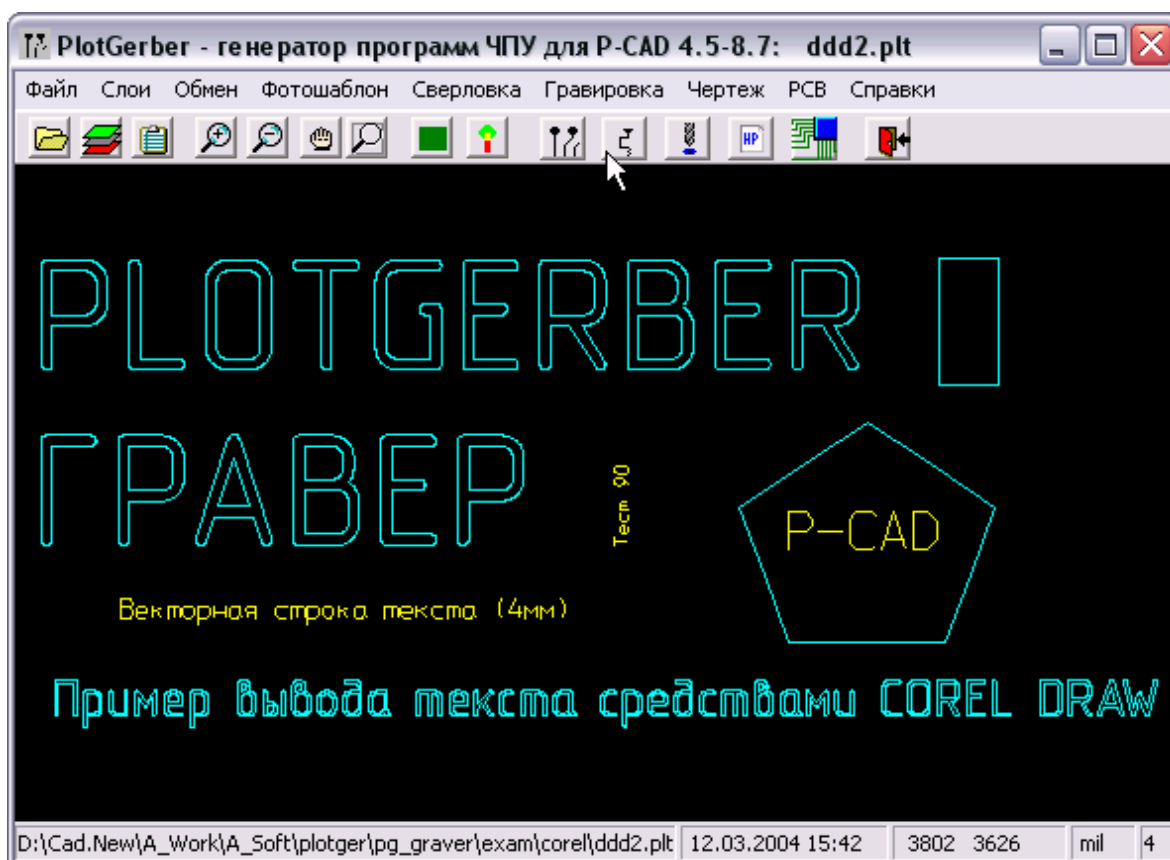 PlotGerber - генератор программ ЧПУ для P-CAD 4.5-8.7: ddd2.plt
Файл Слои Обмен Фотошаблон Сверловка Гравировка Чертеж PCB Справки
HP
PLOTGERBER
ГРАВЕР
Тест 90
P-CAD
Векторная строка текста (4мм)
Пример вывода текста средствами COREL DRAW
D:\Cad.New\A_Work\A_Soft\plotger\pg_graver\exam\corel\ddd2.plt 12.03.2004 15:42 3802 3626 mil 4